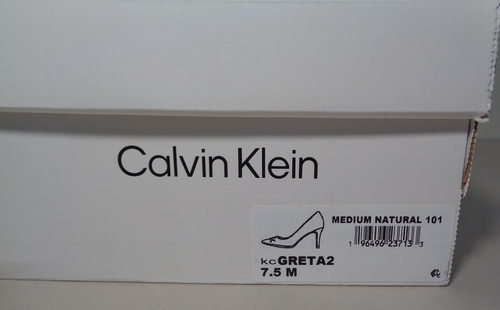 Calvin Klein
MEDIUM NATURAL 101
1 96496 23713 3
kcGRETA2
7.5 M